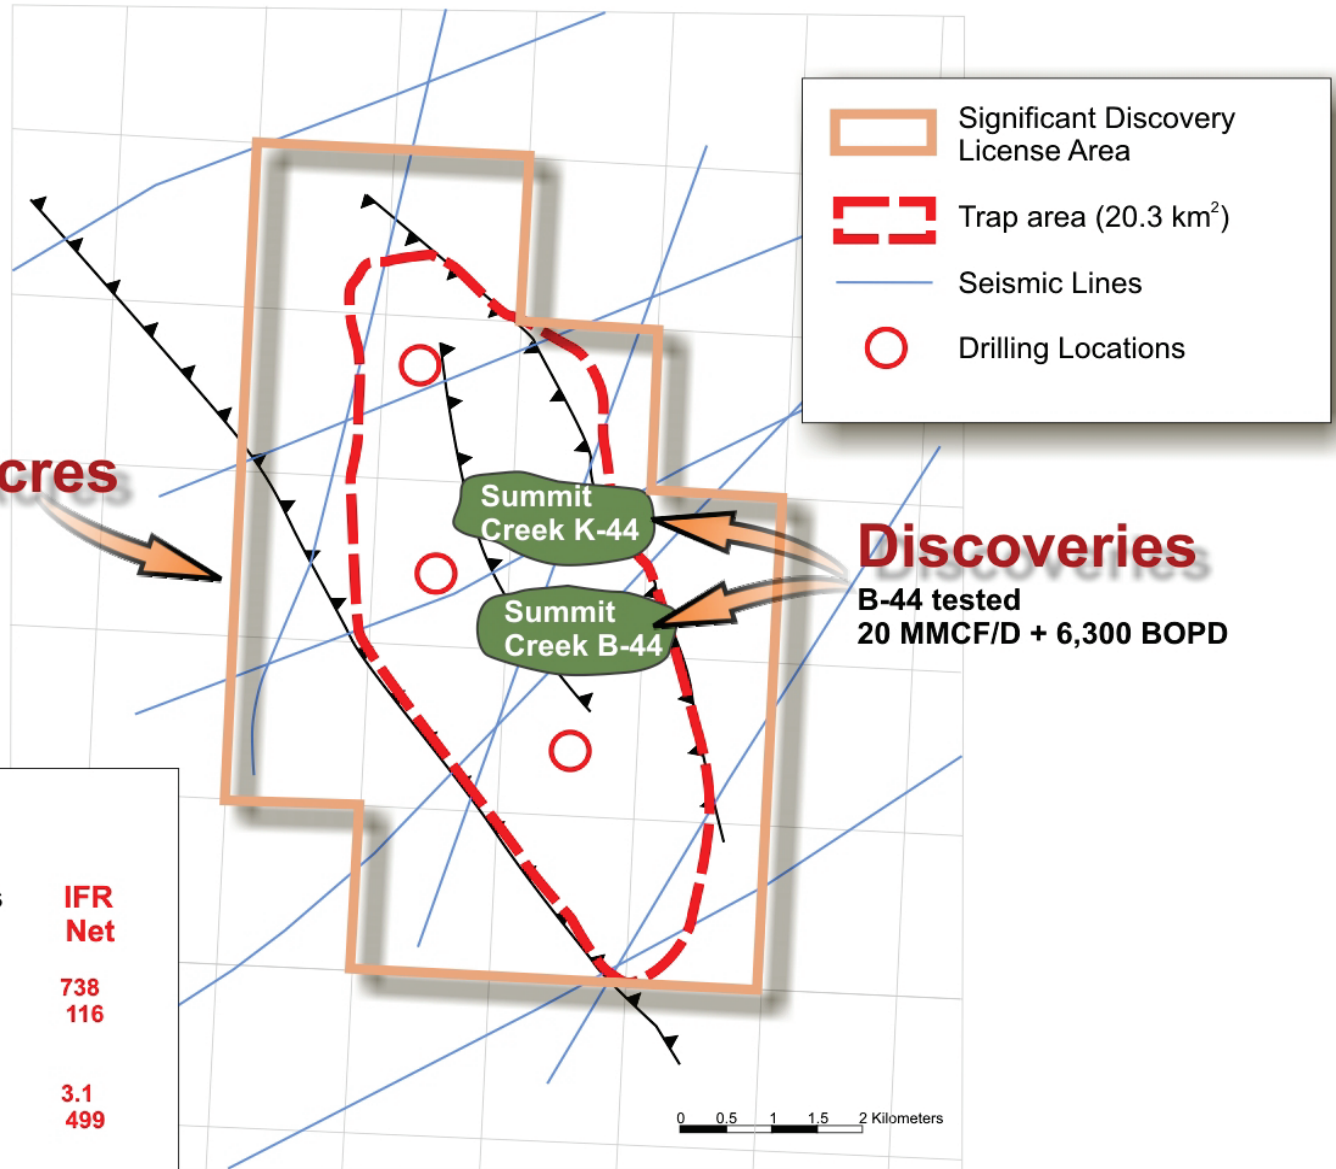 Significant Discovery
License Area
Trap area (20.3 km²)
Seismic Lines
Drilling Locations
cres
Summit
Creek K-44
Summit
Creek B-44
Discoveries
B-44 tested
20 MMCF/D + 6,300 BOPD
s
IFR
Net
738
116
3.1
499
0 0.5 1 1.5 2 Kilometers